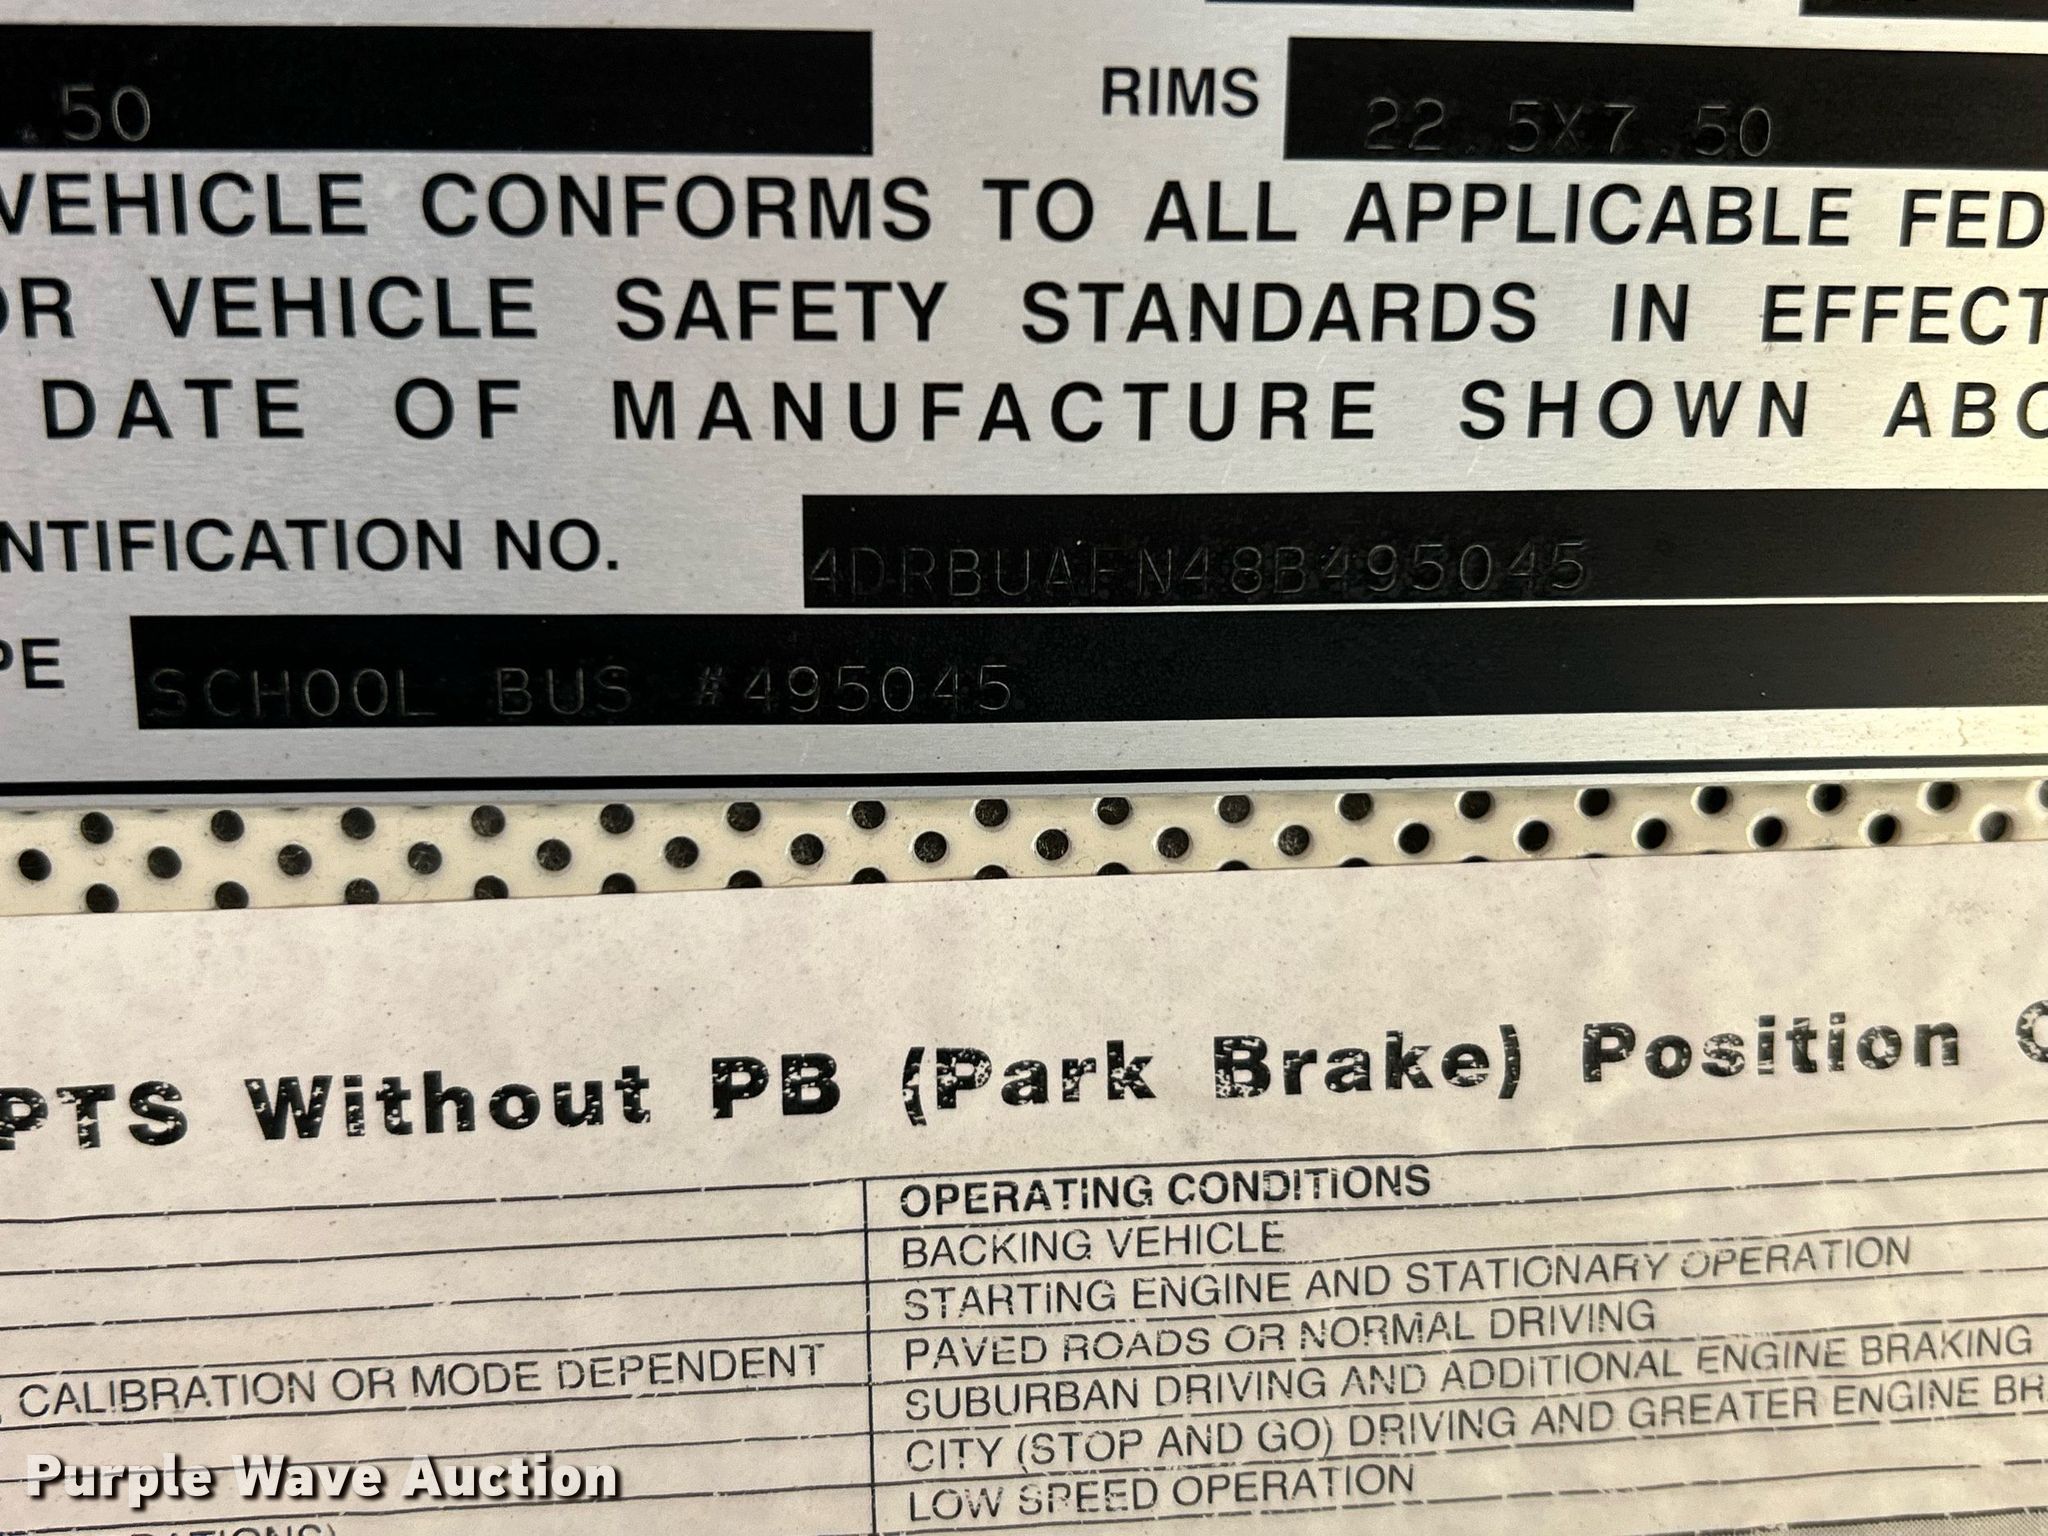 50 RIMS 22.5X7.50
VEHICLE CONFORMS TO ALL APPLICABLE FED
OR VEHICLE SAFETY STANDARDS IN EFFECT
DATE OF MANUFACTURE SHOWN ABO
NTIFICATION NO. 4DRBUAFN48B495045
PE SCHOOL BUS #495045
PTS Without PB (Park Brake) Position
OPERATING CONDITIONS
BACKING VEHICLE
STARTING ENGINE AND STATIONARY OPERATION
PAVED ROADS OR NORMAL DRIVING
CALIBRATION OR MODE DEPENDENT SUBURBAN DRIVING AND ADDITIONAL ENGINE BRAKING
CITY (STOP AND GO) DRIVING AND GREATER ENGINE BR
LOW SPEED OPERATION
Purple Wave Auction
RATIONS)